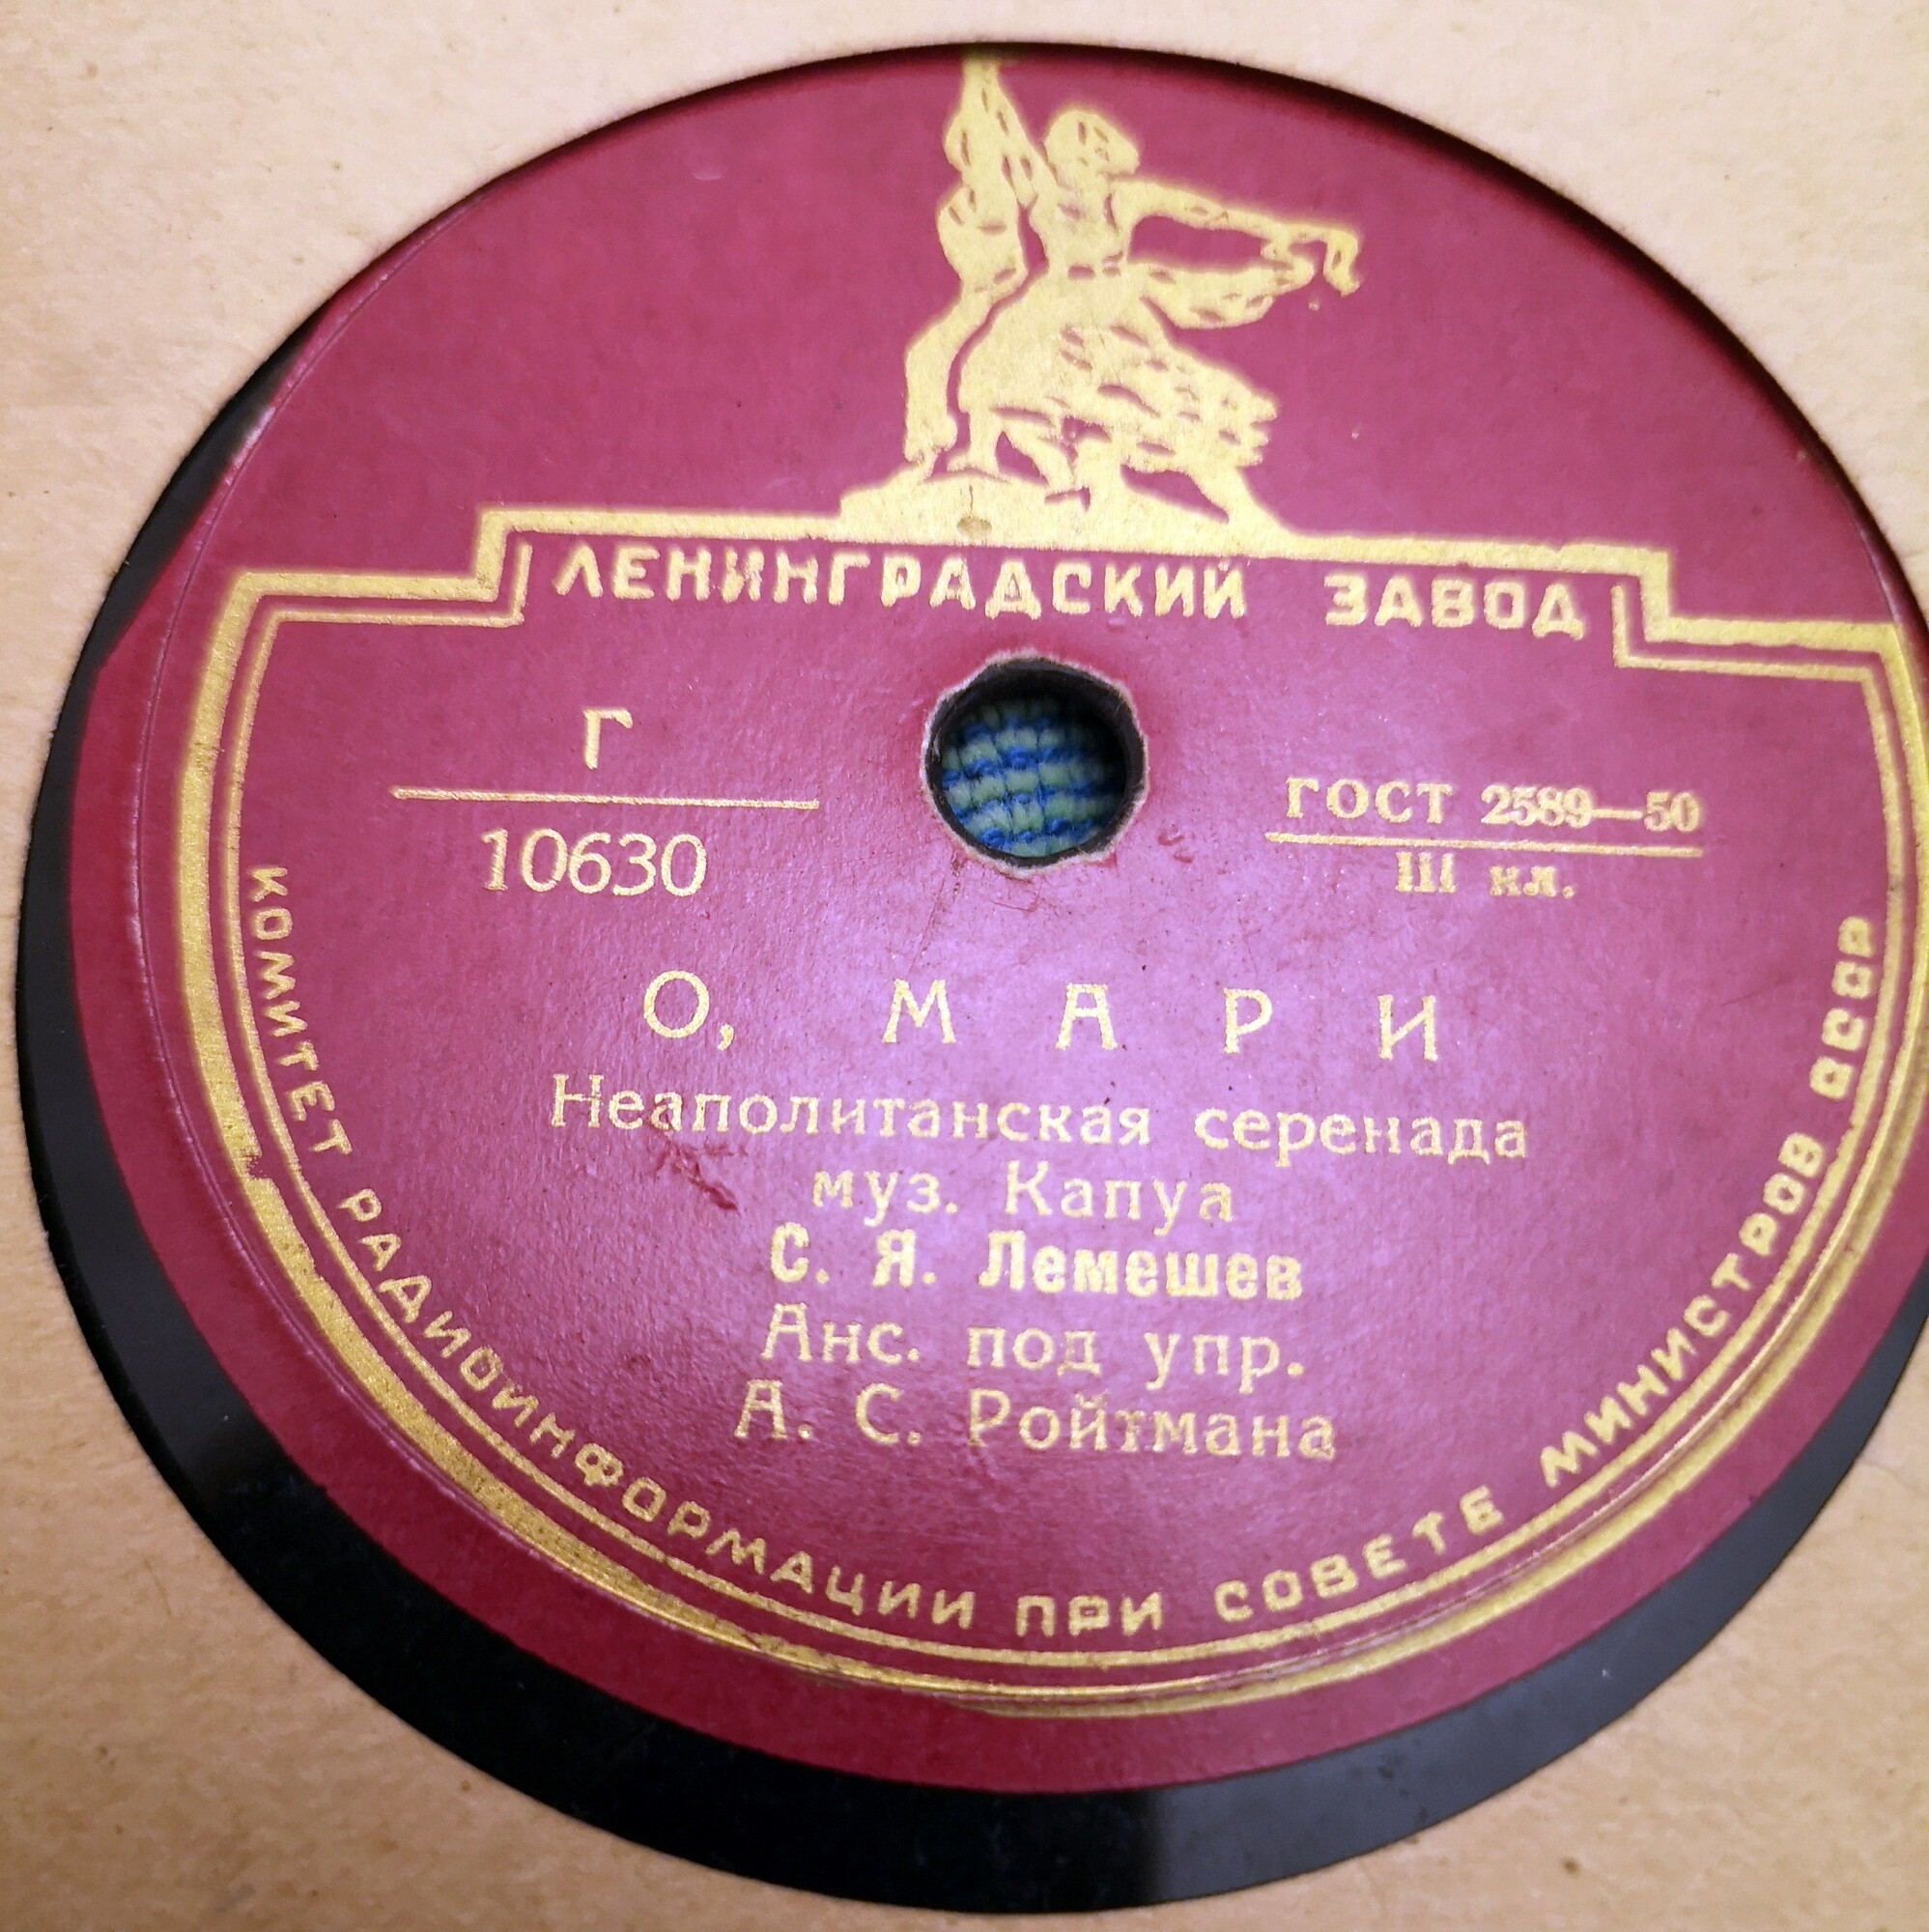 ЛЕНИНГРАДСКИЙ ЗАВОД
Г
10630
ГОСТ 2589—50
III кл.
О, МАРИ
Неаполитанская серенада
муз. Капуа
С. Я. Лемешев
Анс. под упр.
А. С. Ройтмана
КОМИТЕТ РАДИОИНФОРМАЦИИ ПРИ СОВЕТЕ МИНИСТРОВ СССР